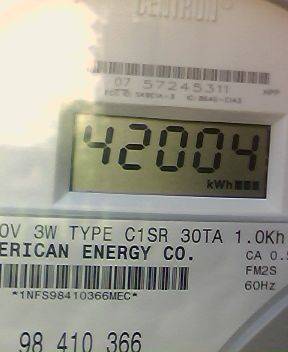 CENTRON®
07 57245311
42004
kWh
0V 3W TYPE C1SR 30TA 1.0Kh
ERICAN ENERGY CO.
CA 0.5
FM2S
*1NFS98410366MEC*
60Hz
98 410 366